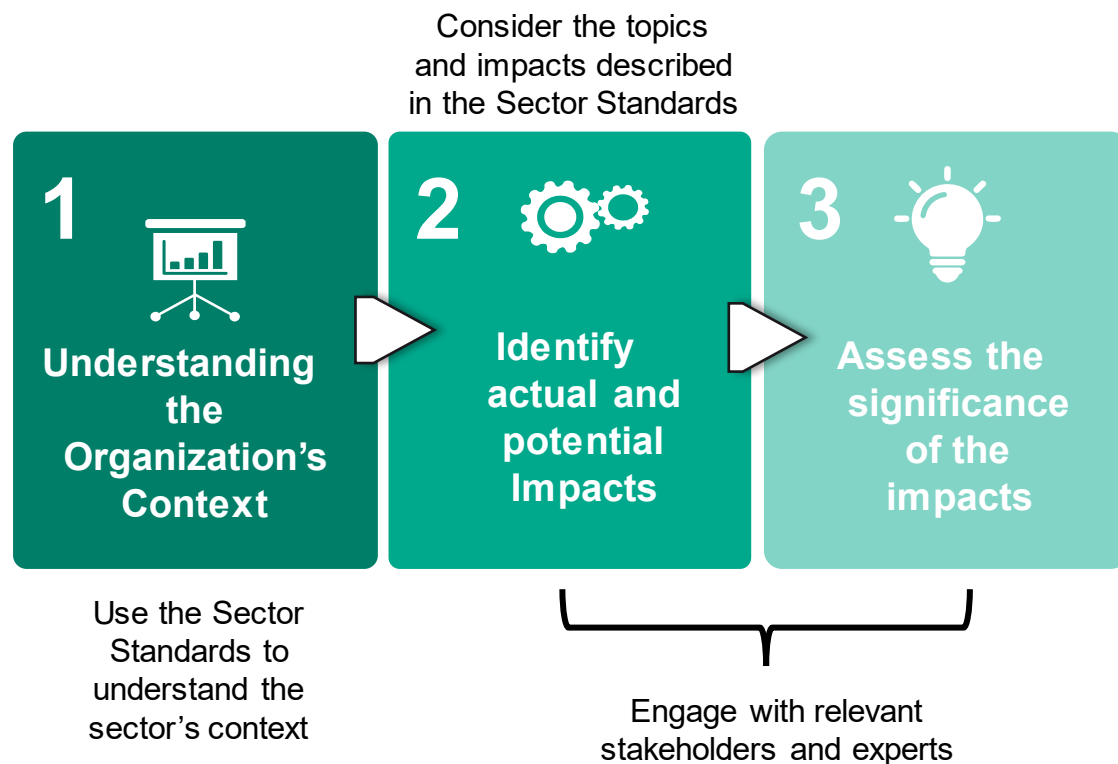 Consider the topics
and impacts described
in the Sector Standards
1
Understanding
the
Organization’s
Context
2
Identify
actual and
potential
Impacts
3
Assess the
significance
of the
impacts
Use the Sector
Standards to
understand the
sector’s context
Engage with relevant
stakeholders and experts